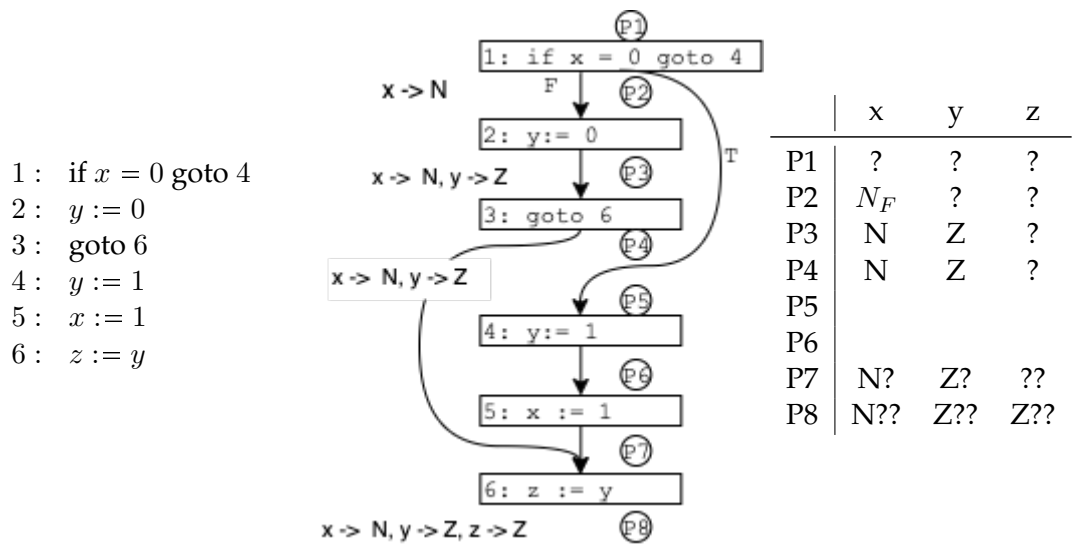 1 : if x = 0 goto 4
2 : y := 0
3 : goto 6
4 : y := 1
5 : x := 1
6 : z := y
P1
1: if x = 0 goto 4
x -> N
F
P2
T
2: y:= 0
x -> N, y -> Z
P3
3: goto 6
P4
x -> N, y -> Z
P5
4: y:= 1
P6
5: x := 1
P7
6: z := y
x -> N, y -> Z, z -> Z
P8
x y z
P1 ? ? ?
P2 N_F ? ?
P3 N Z ?
P4 N Z ?
P5
P6
P7 N? Z? ??
P8 N?? Z?? Z??